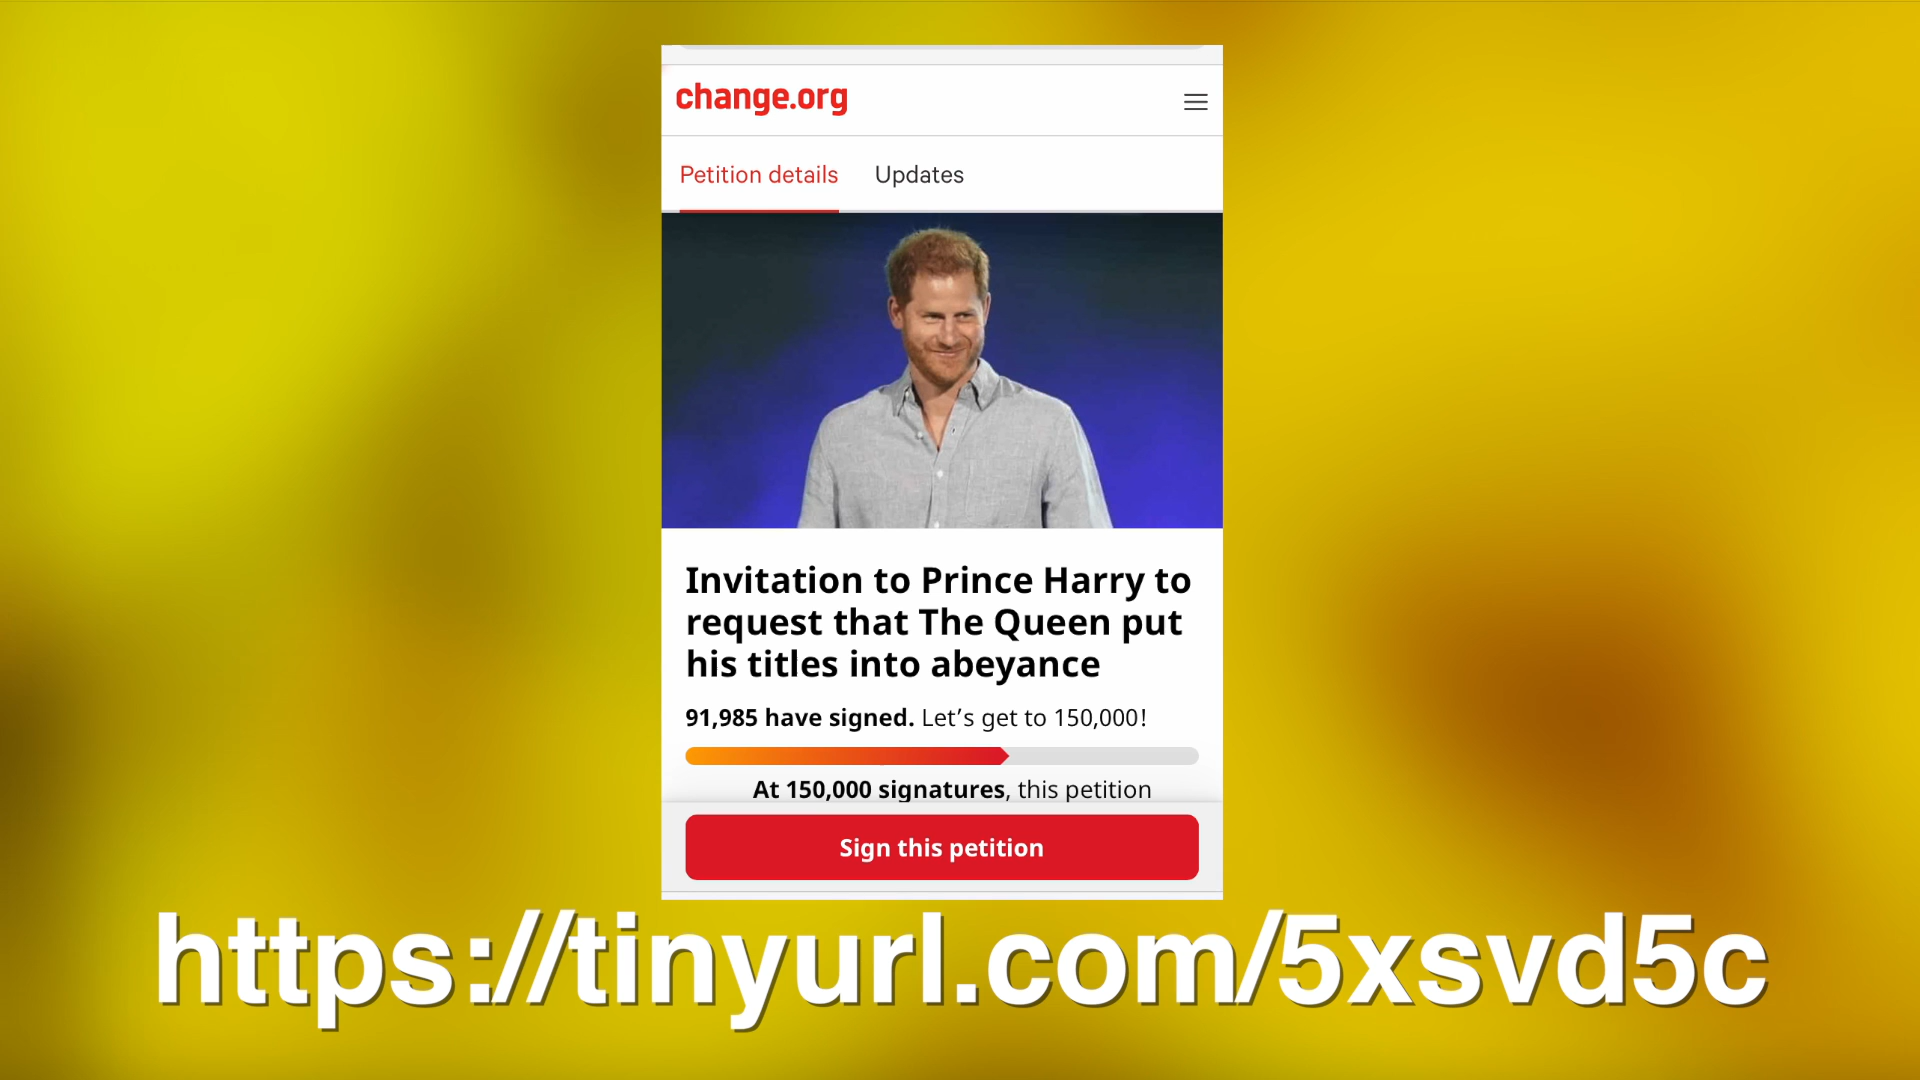 change.org
Petition details Updates
Invitation to Prince Harry to
request that The Queen put
his titles into abeyance
91,985 have signed. Let’s get to 150,000!
At 150,000 signatures, this petition
Sign this petition
https://tinyurl.com/5xsvd5c